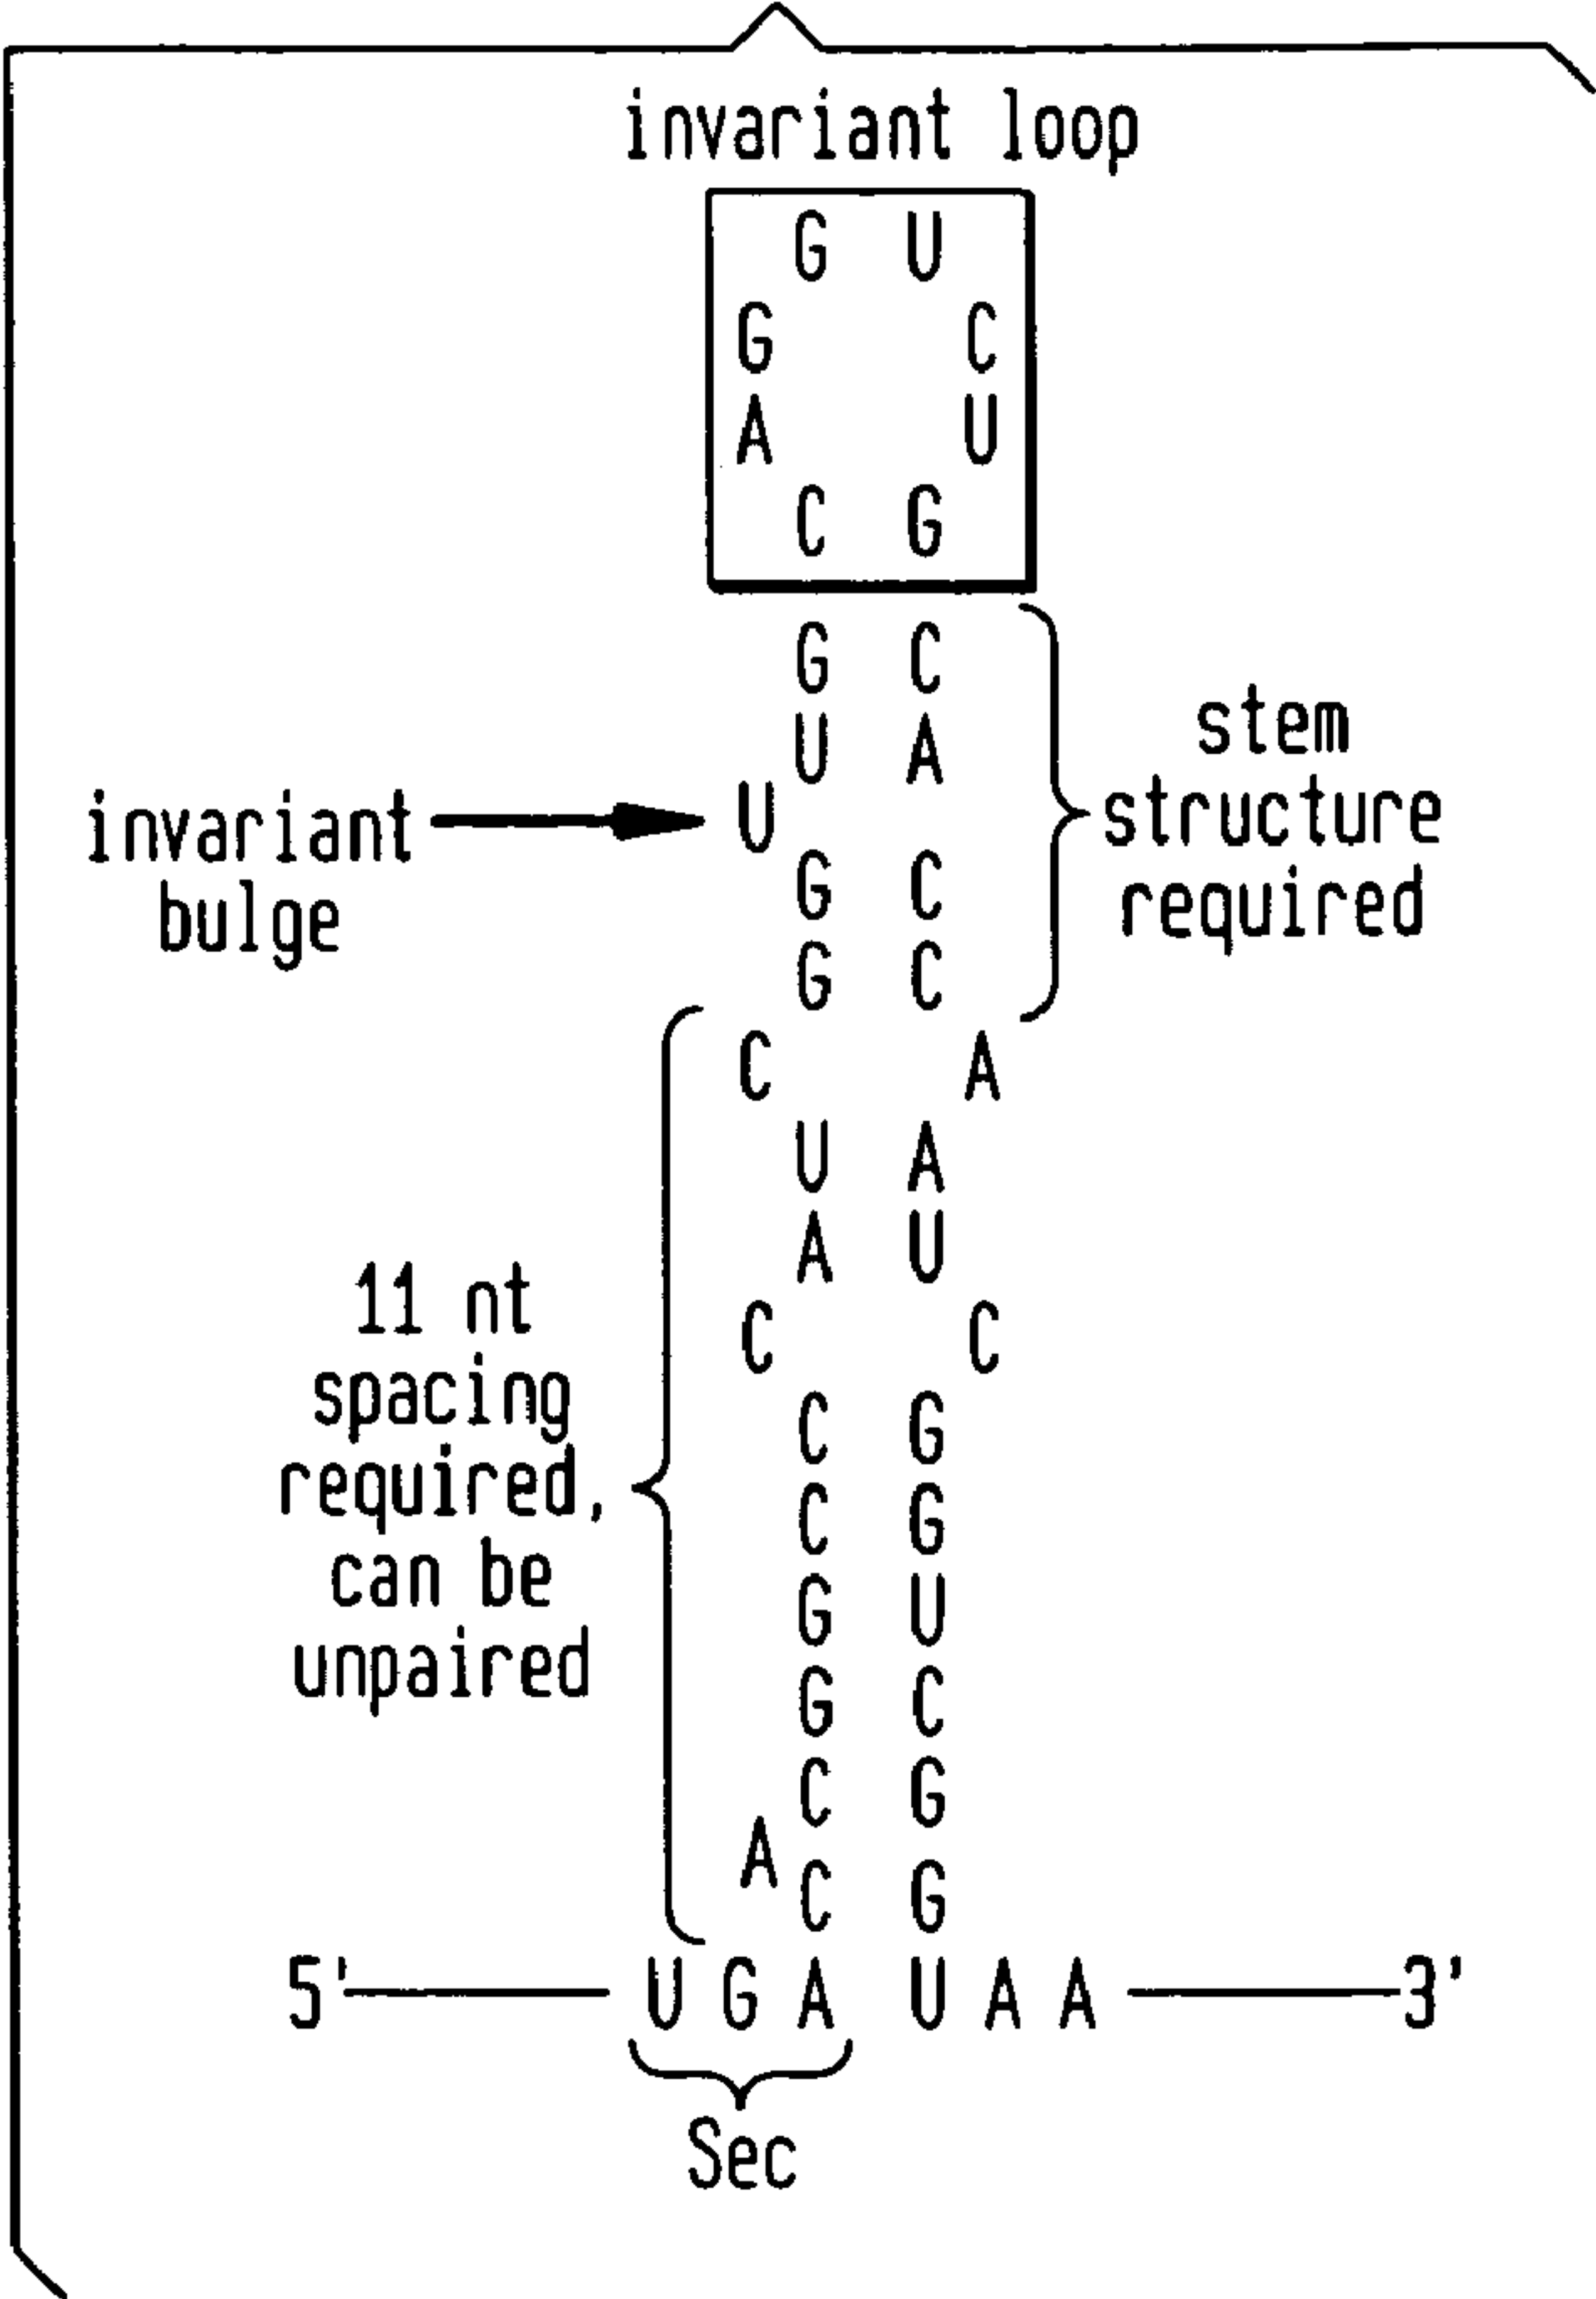 invariant loop
G U
G C
A U
C G
G C
U A
U
G C
G C
C A
U A
A U
C C
C G
C G
G U
G C
C G
A
C G
5' U G A U A A 3'
Sec
invariant
bulge
stem
structure
required
11 nt
spacing
required,
can be
unpaired